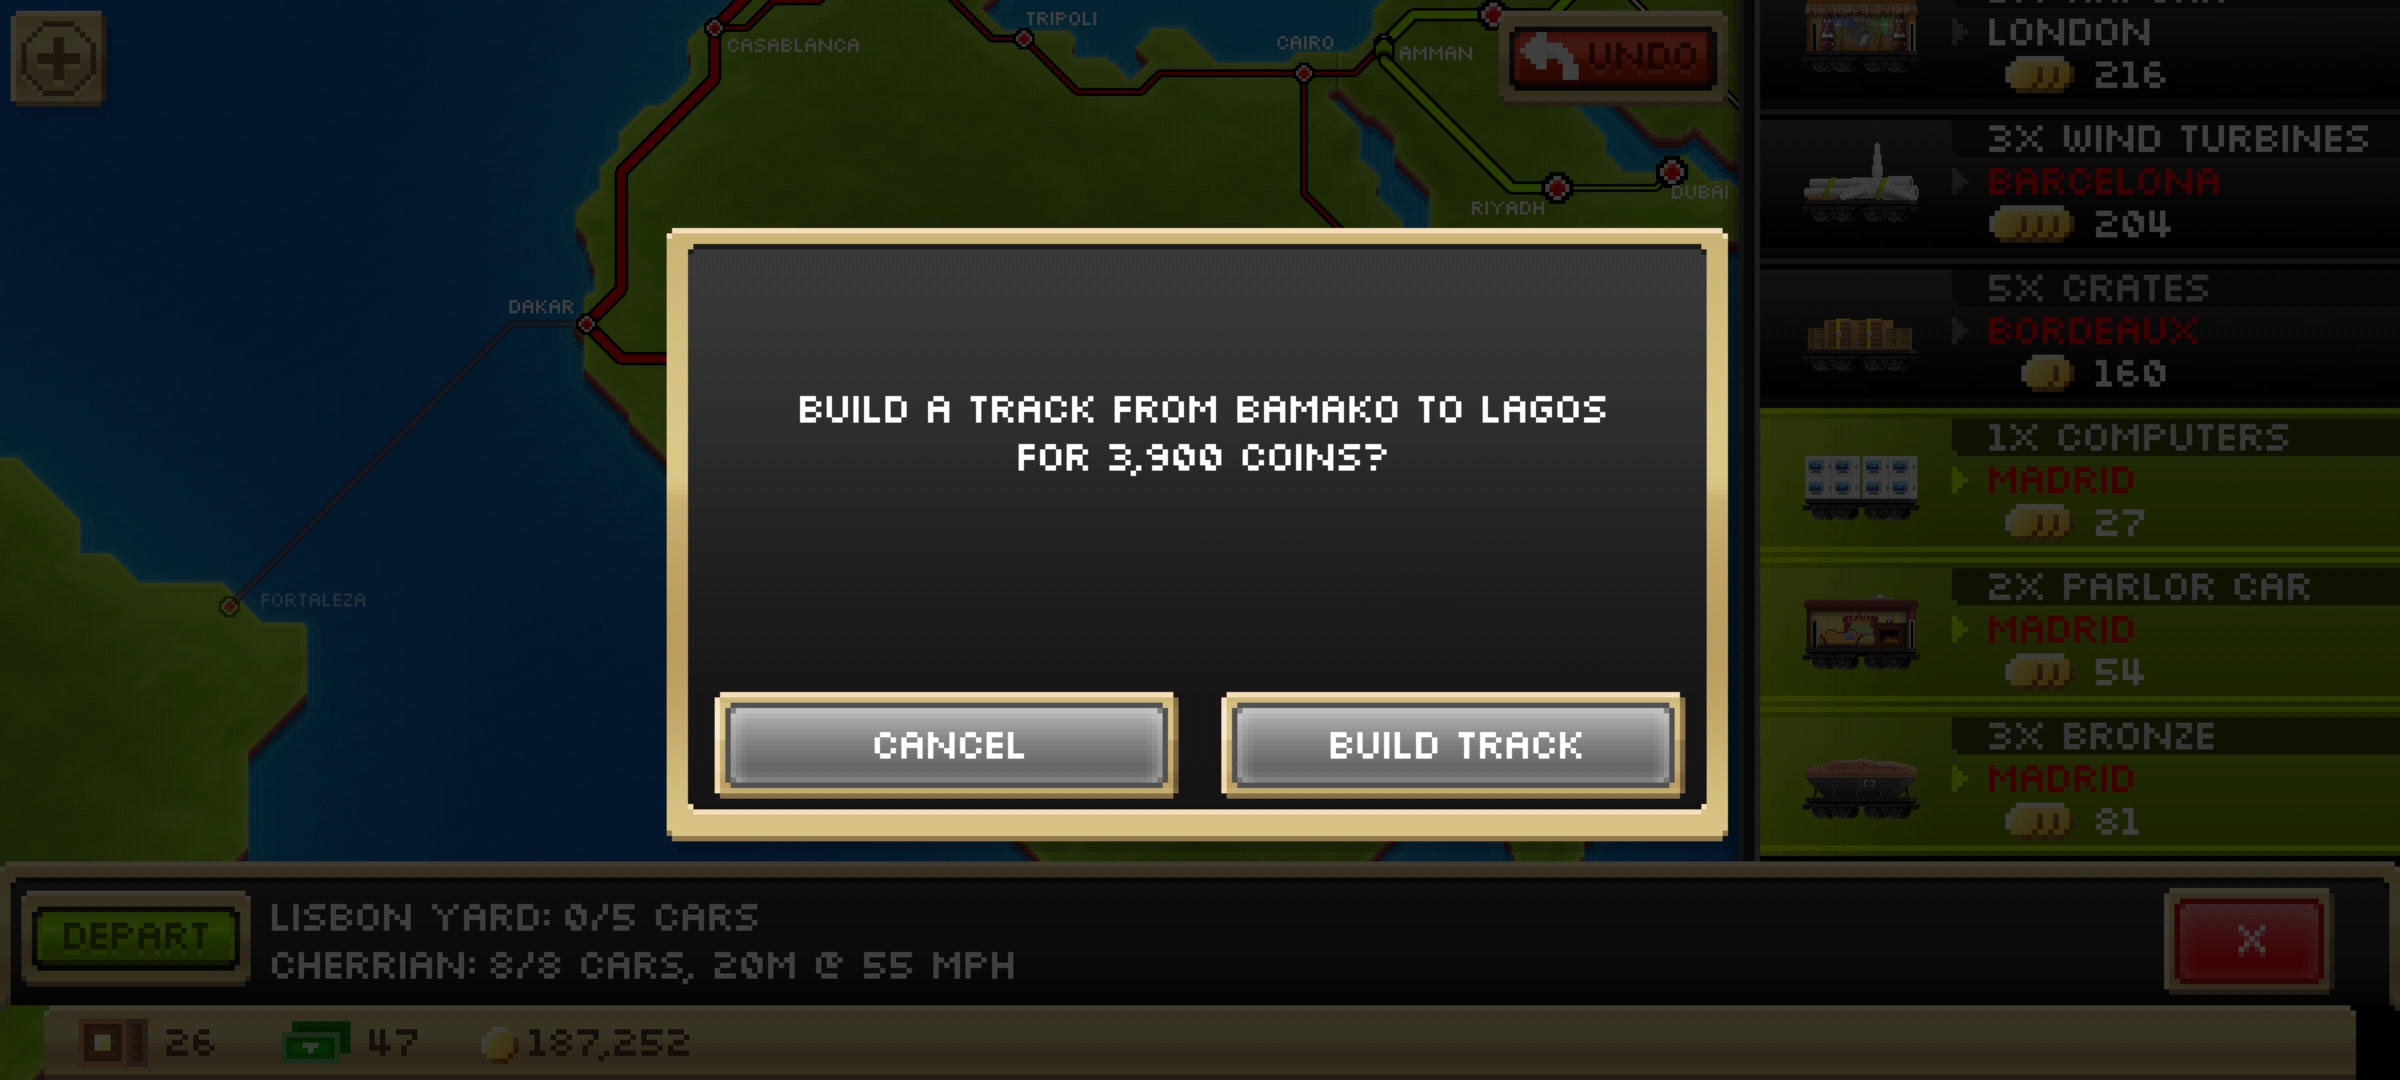 TRIPOLI
CASABLANCA
CAIRO
AMMAN
UNDO
RIYADH
DUBAI
DAKAR
FORTALEZA
LONDON
216
3X WIND TURBINES
BARCELONA
204
5X CRATES
BORDEAUX
160
1X COMPUTERS
MADRID
27
2X PARLOR CAR
MADRID
54
3X BRONZE
MADRID
81
BUILD A TRACK FROM BAMAKO TO LAGOS
FOR 3,900 COINS?
CANCEL
BUILD TRACK
DEPART
LISBON YARD: 0/5 CARS
CHERRIAN: 8/8 CARS, 20M @ 55 MPH
X
26
47
187,252